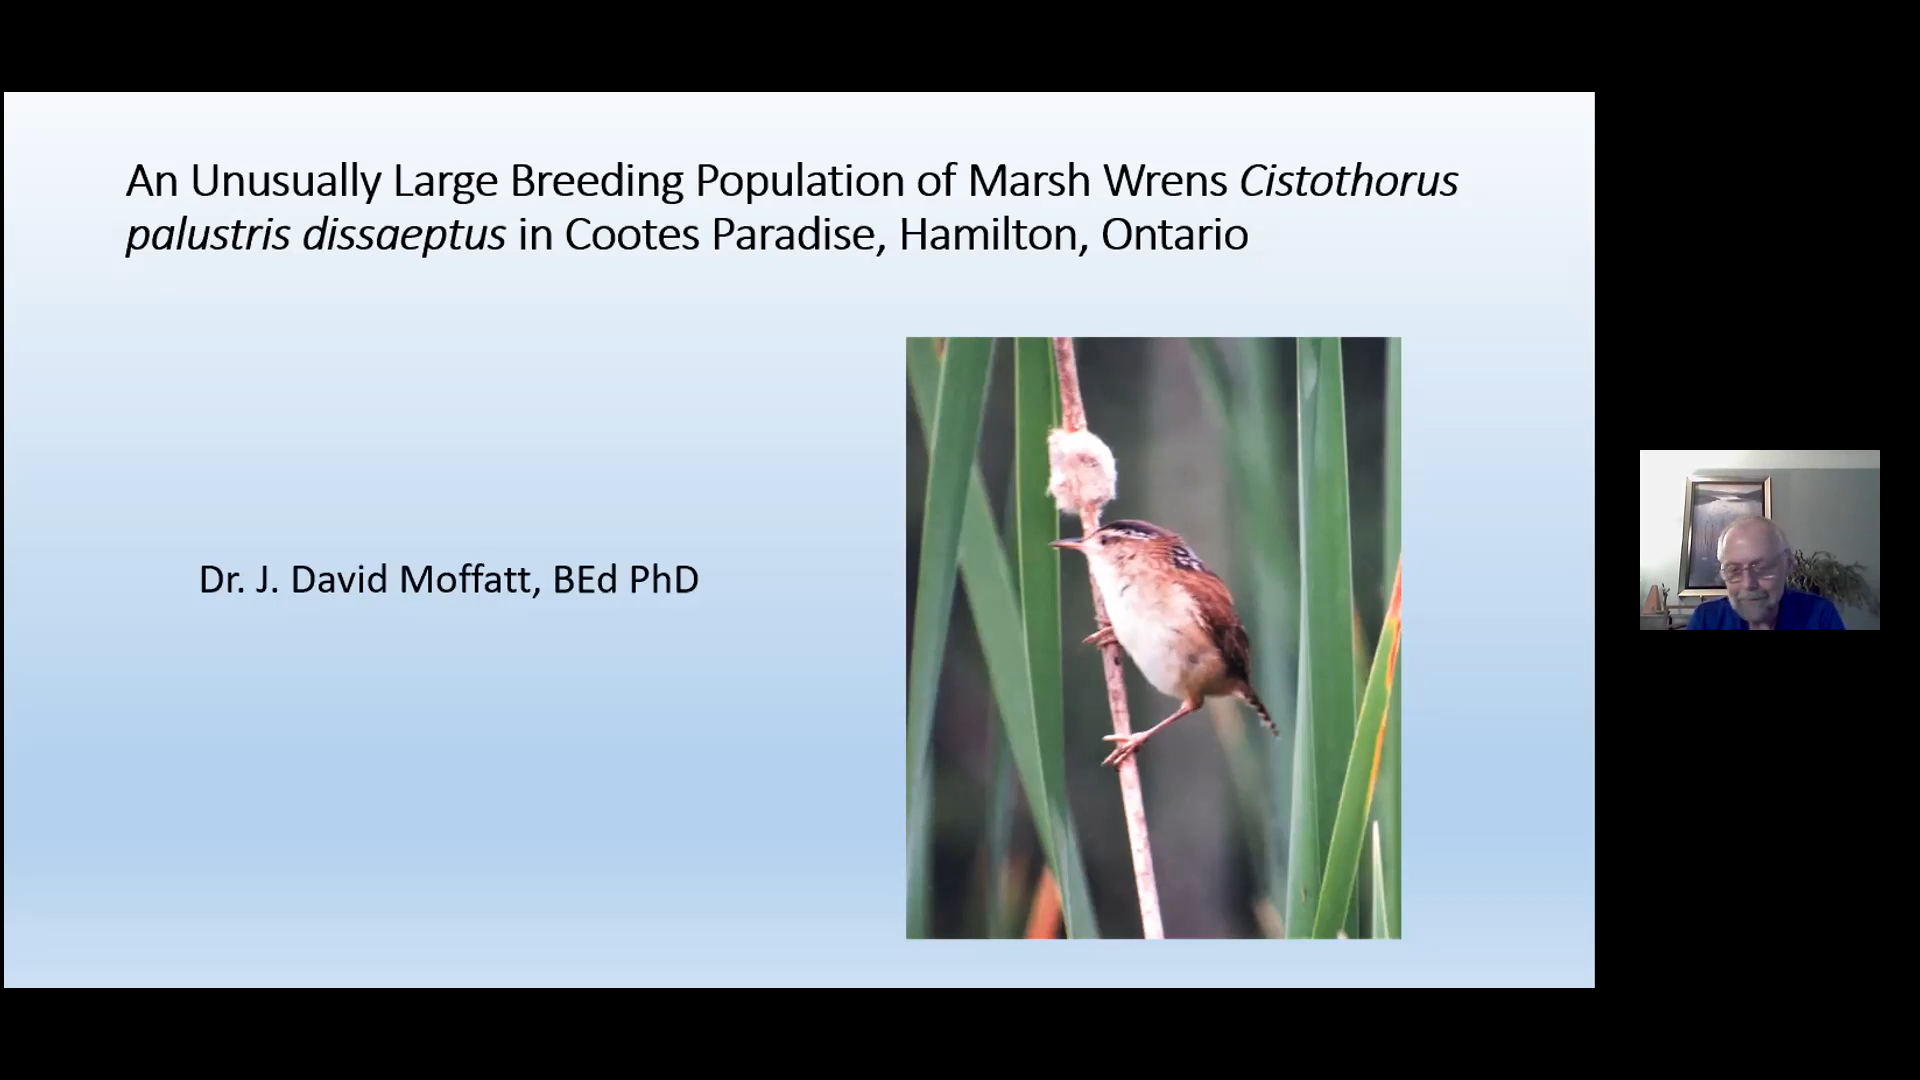 An Unusually Large Breeding Population of Marsh Wrens Cistothorus
palustris dissaeptus in Cootes Paradise, Hamilton, Ontario
Dr. J. David Moffatt, BEd PhD